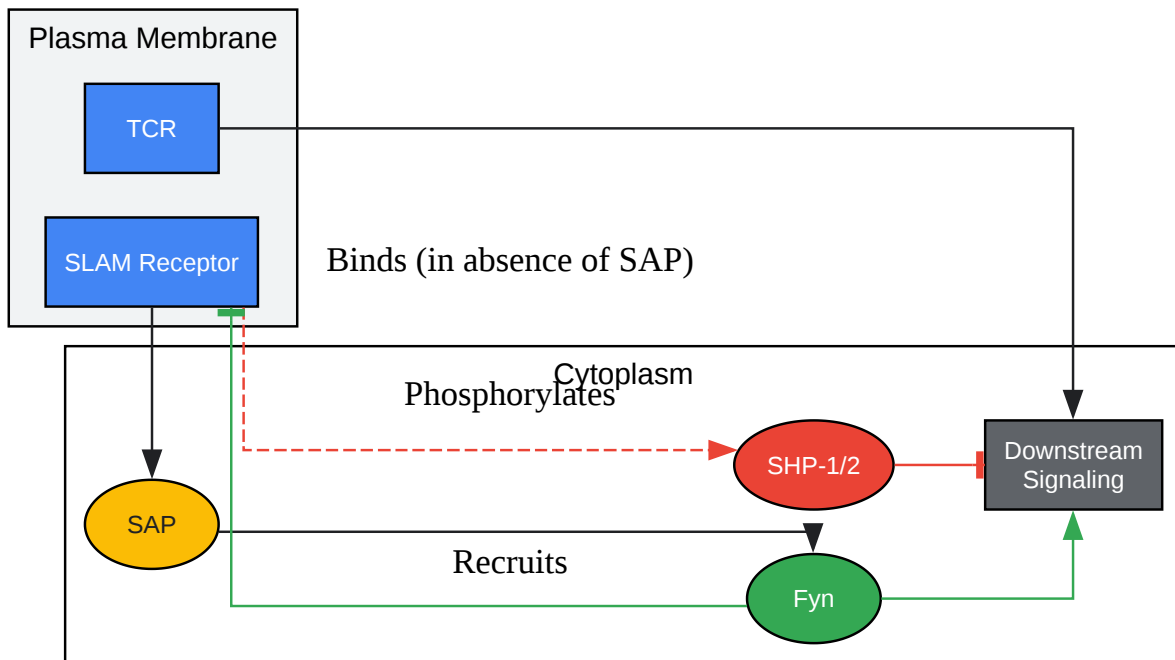 Plasma Membrane
TCR
SLAM Receptor
Binds (in absence of SAP)
Cytoplasm
Phosphorylates
SHP-1/2
Downstream
Signaling
SAP
Recruits
Fyn